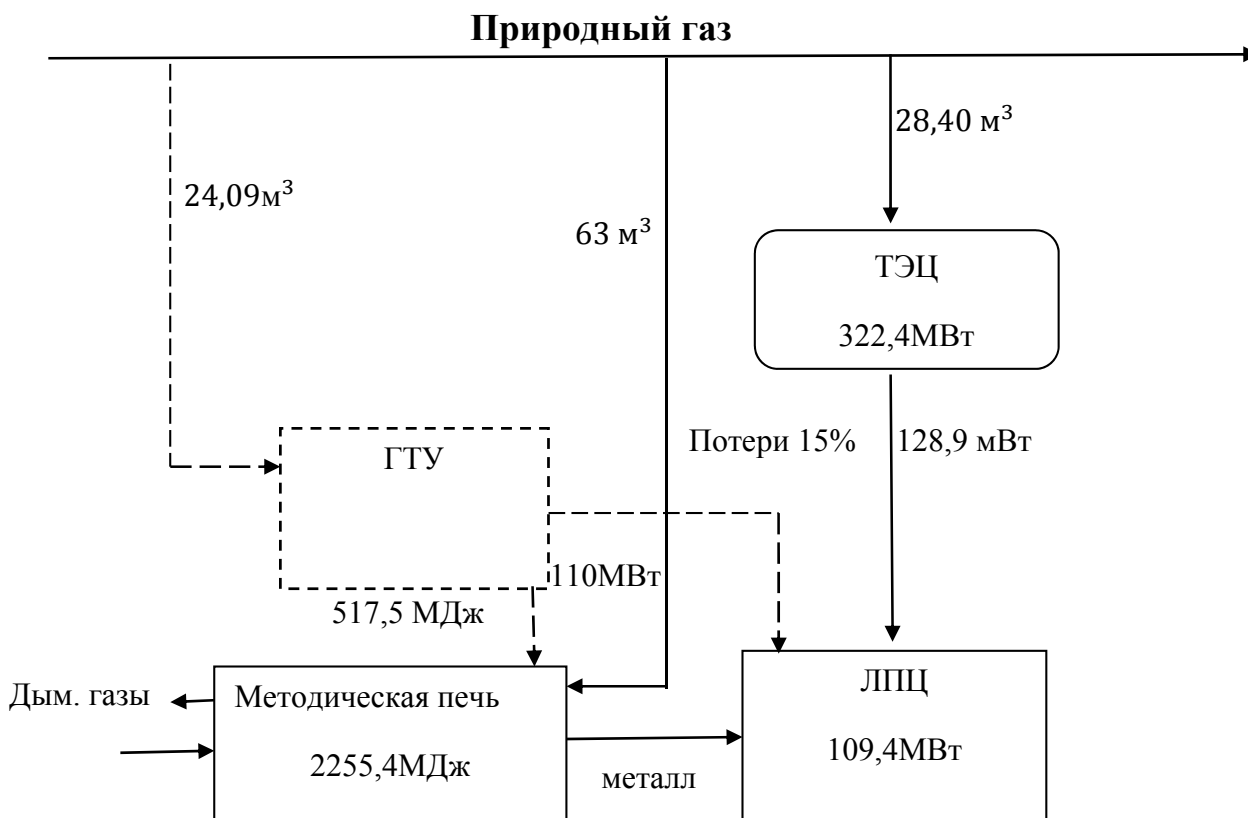 Природный газ
28,40 м³
24,09м³
63 м³
ТЭЦ
322,4МВт
ГТУ
Потери 15%
128,9 мВт
110МВт
517,5 МДж
Дым. газы
Методическая печь
2255,4МДж
металл
ЛПЦ
109,4МВт